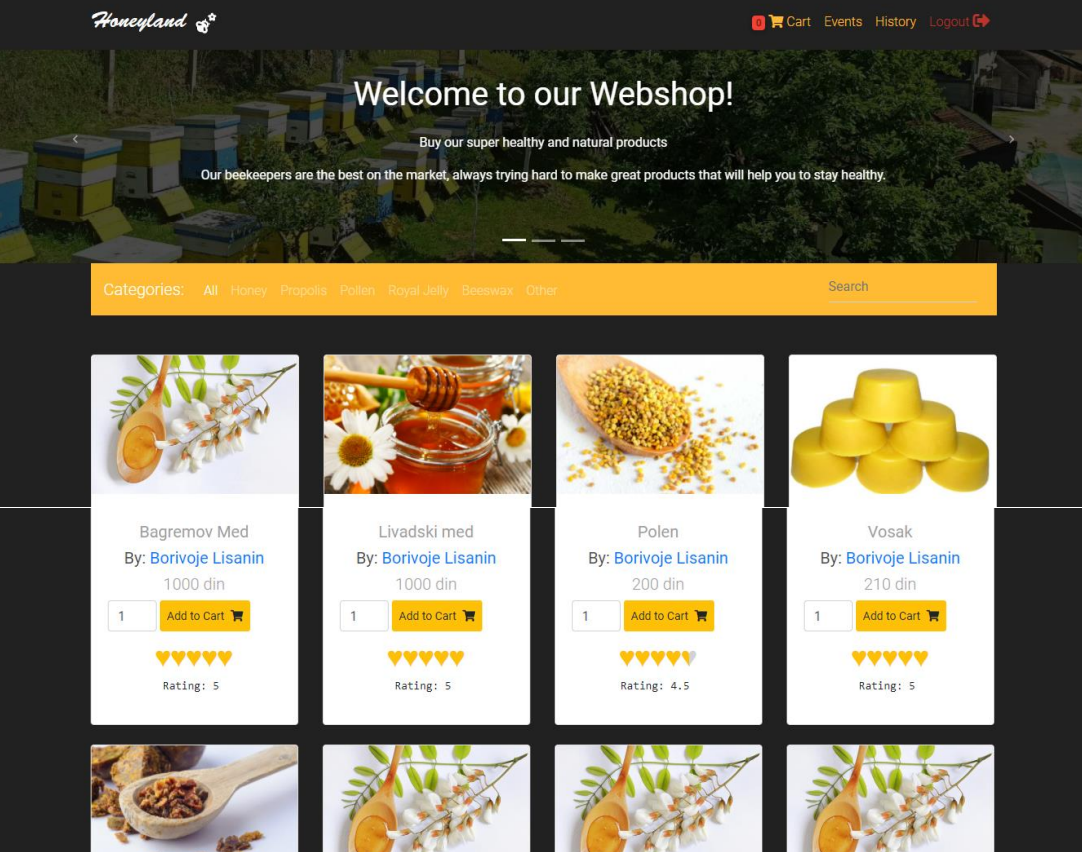 Honeyland
0 Cart Events History Logout
Welcome to our Webshop!
Buy our super healthy and natural products
Our beekeepers are the best on the market, always trying hard to make great products that will help you to stay healthy.
Categories: All Honey Propolis Pollen Royal Jelly Beeswax Other Search
Bagremov Med
By: Borivoje Lisanin
1000 din
1 Add to Cart
Rating: 5
Livadski med
By: Borivoje Lisanin
1000 din
1 Add to Cart
Rating: 5
Polen
By: Borivoje Lisanin
200 din
1 Add to Cart
Rating: 4.5
Vosak
By: Borivoje Lisanin
210 din
1 Add to Cart
Rating: 5